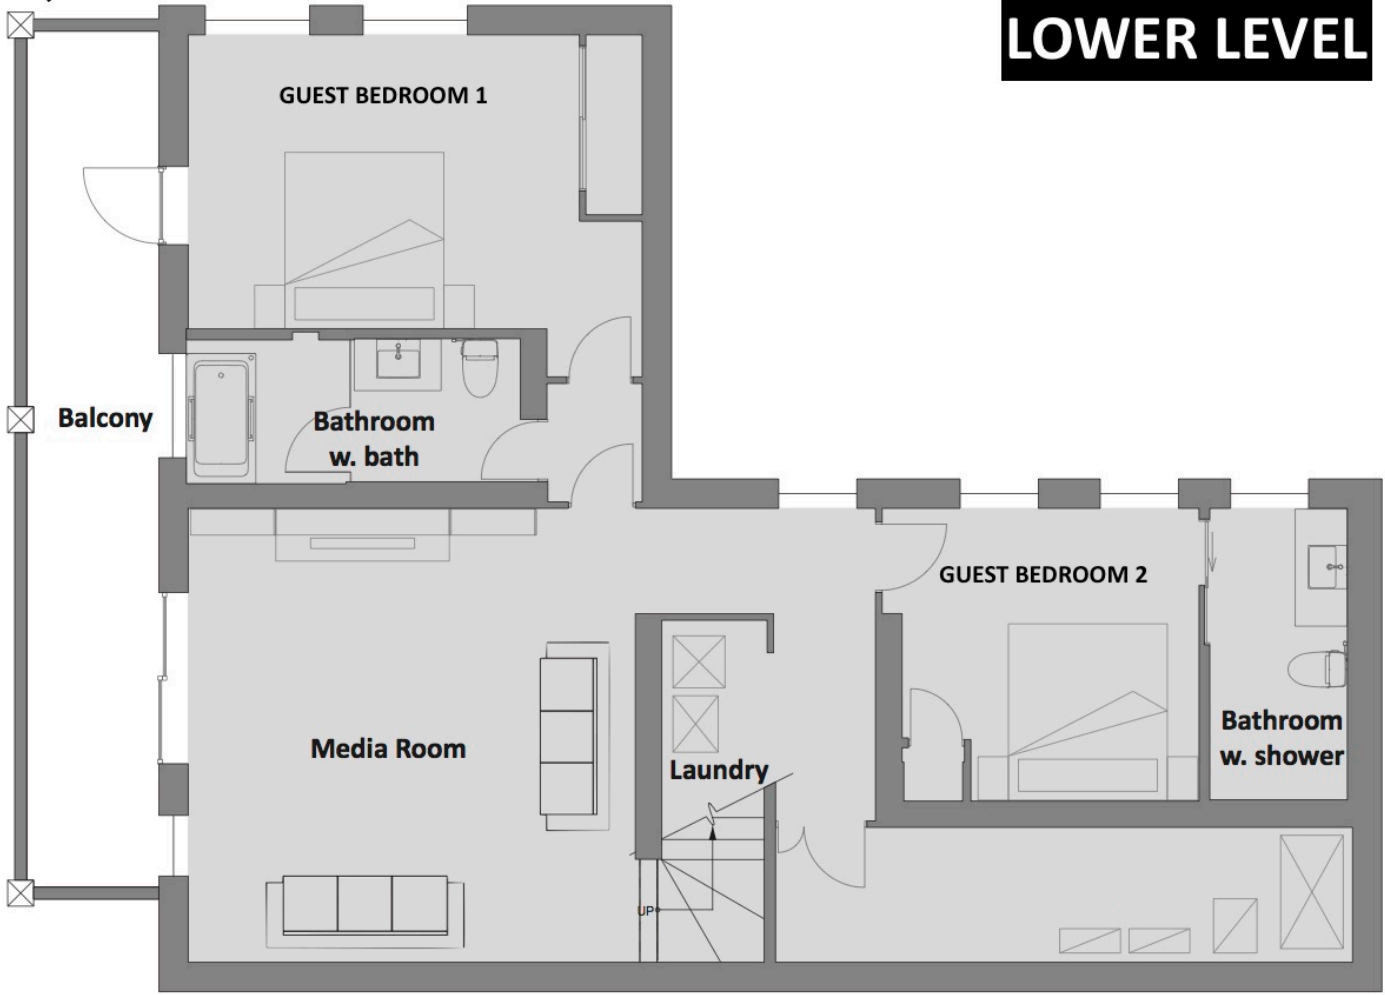 LOWER LEVEL
GUEST BEDROOM 1
Balcony
Bathroom
w. bath
GUEST BEDROOM 2
Media Room
Laundry
Bathroom
w. shower
UP